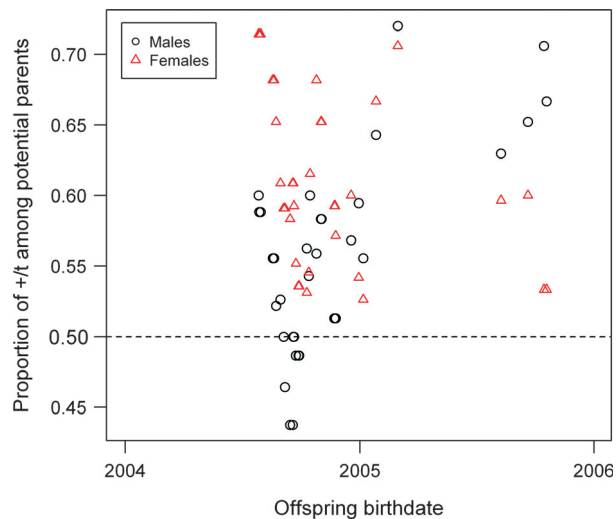 Males
Females
Proportion of +/t among potential parents
0.70
0.65
0.60
0.55
0.50
0.45
2004
2005
2006
Offspring birthdate